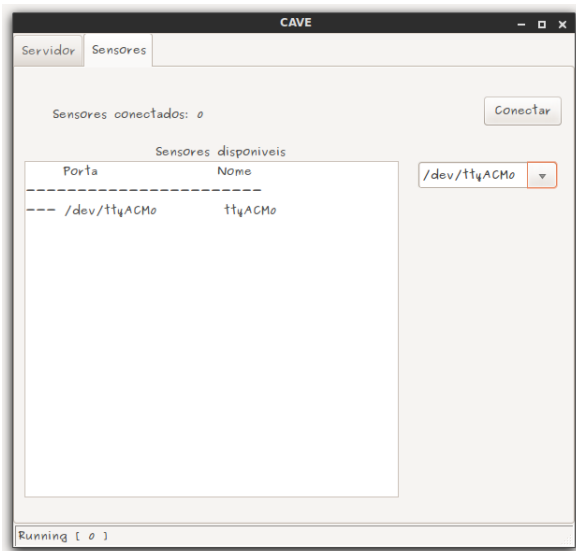 CAVE
Servidor Sensores
Sensores conectados: 0
Conectar
Sensores disponiveis
Porta Nome
/dev/ttyACM0
------------------------
--- /dev/ttyACM0 ttyACM0
Running [ 0 ]